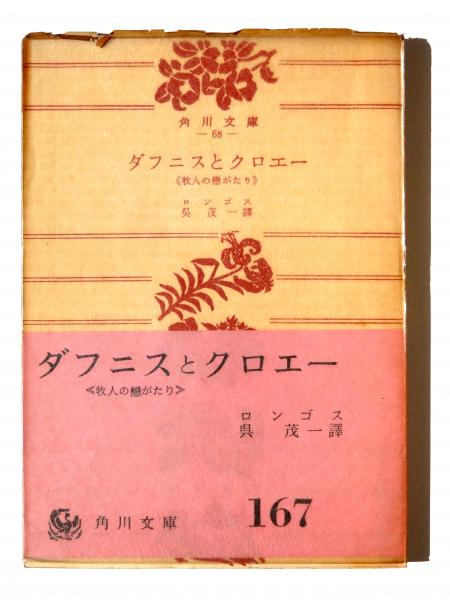 角川文庫
—68—
ダフニスとクロエー
《牧人の戀がたり》
ロンゴス
呉茂一譯
ダフニスとクロエー
≪牧人の戀がたり≫
ロンゴス
呉茂一譯
角川文庫
167